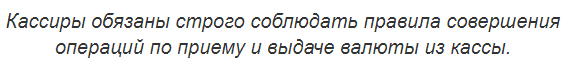 Кассиры обязаны строго соблюдать правила совершения
операций по приему и выдаче валюты из кассы.